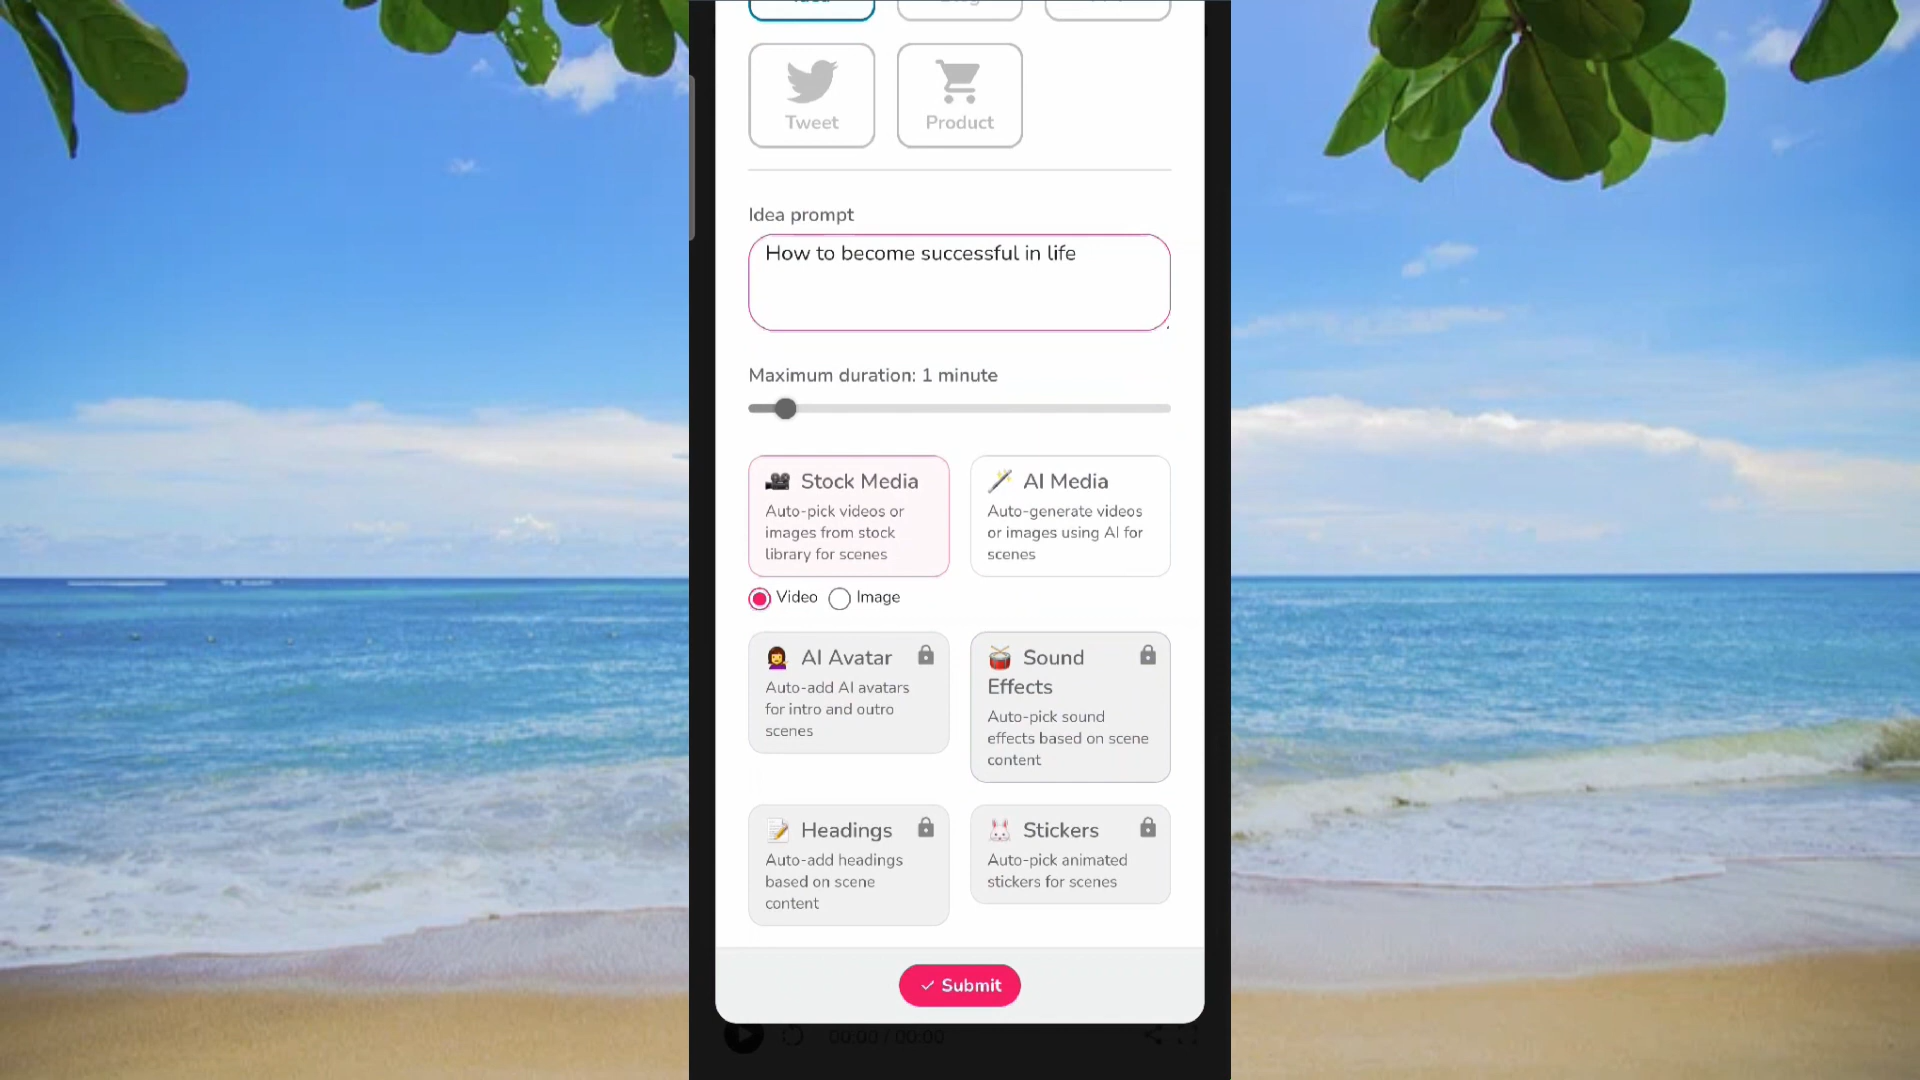 Tweet
Product
Idea prompt
How to become successful in life
Maximum duration: 1 minute
Stock Media
Auto-pick videos or
images from stock
library for scenes
AI Media
Auto-generate videos
or images using AI for
scenes
Video
Image
AI Avatar
Auto-add AI avatars
for intro and outro
scenes
Sound
Effects
Auto-pick sound
effects based on scene
content
Headings
Auto-add headings
based on scene
content
Stickers
Auto-pick animated
stickers for scenes
Submit
00:00 / 00:00